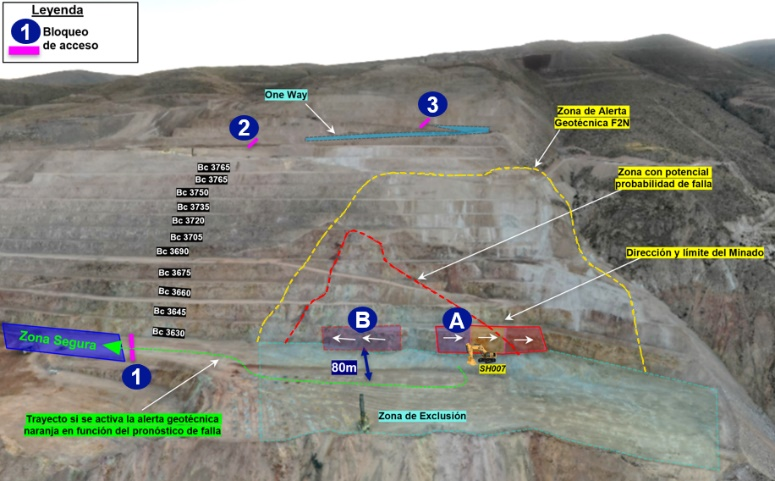 Leyenda
1 Bloqueo
de acceso
One Way
3
2
Zona de Alerta
Geotécnica F2N
Zona con potencial
probabilidad de falla
Bc 3765
Bc 3765
Bc 3750
Bc 3735
Bc 3720
Bc 3705
Bc 3690
Bc 3675
Bc 3660
Bc 3645
Bc 3630
Dirección y límite del Minado
B
A
Zona Segura
1
80m
SH007
Trayecto si se activa la alerta geotécnica
naranja en función del pronóstico de falla
Zona de Exclusión